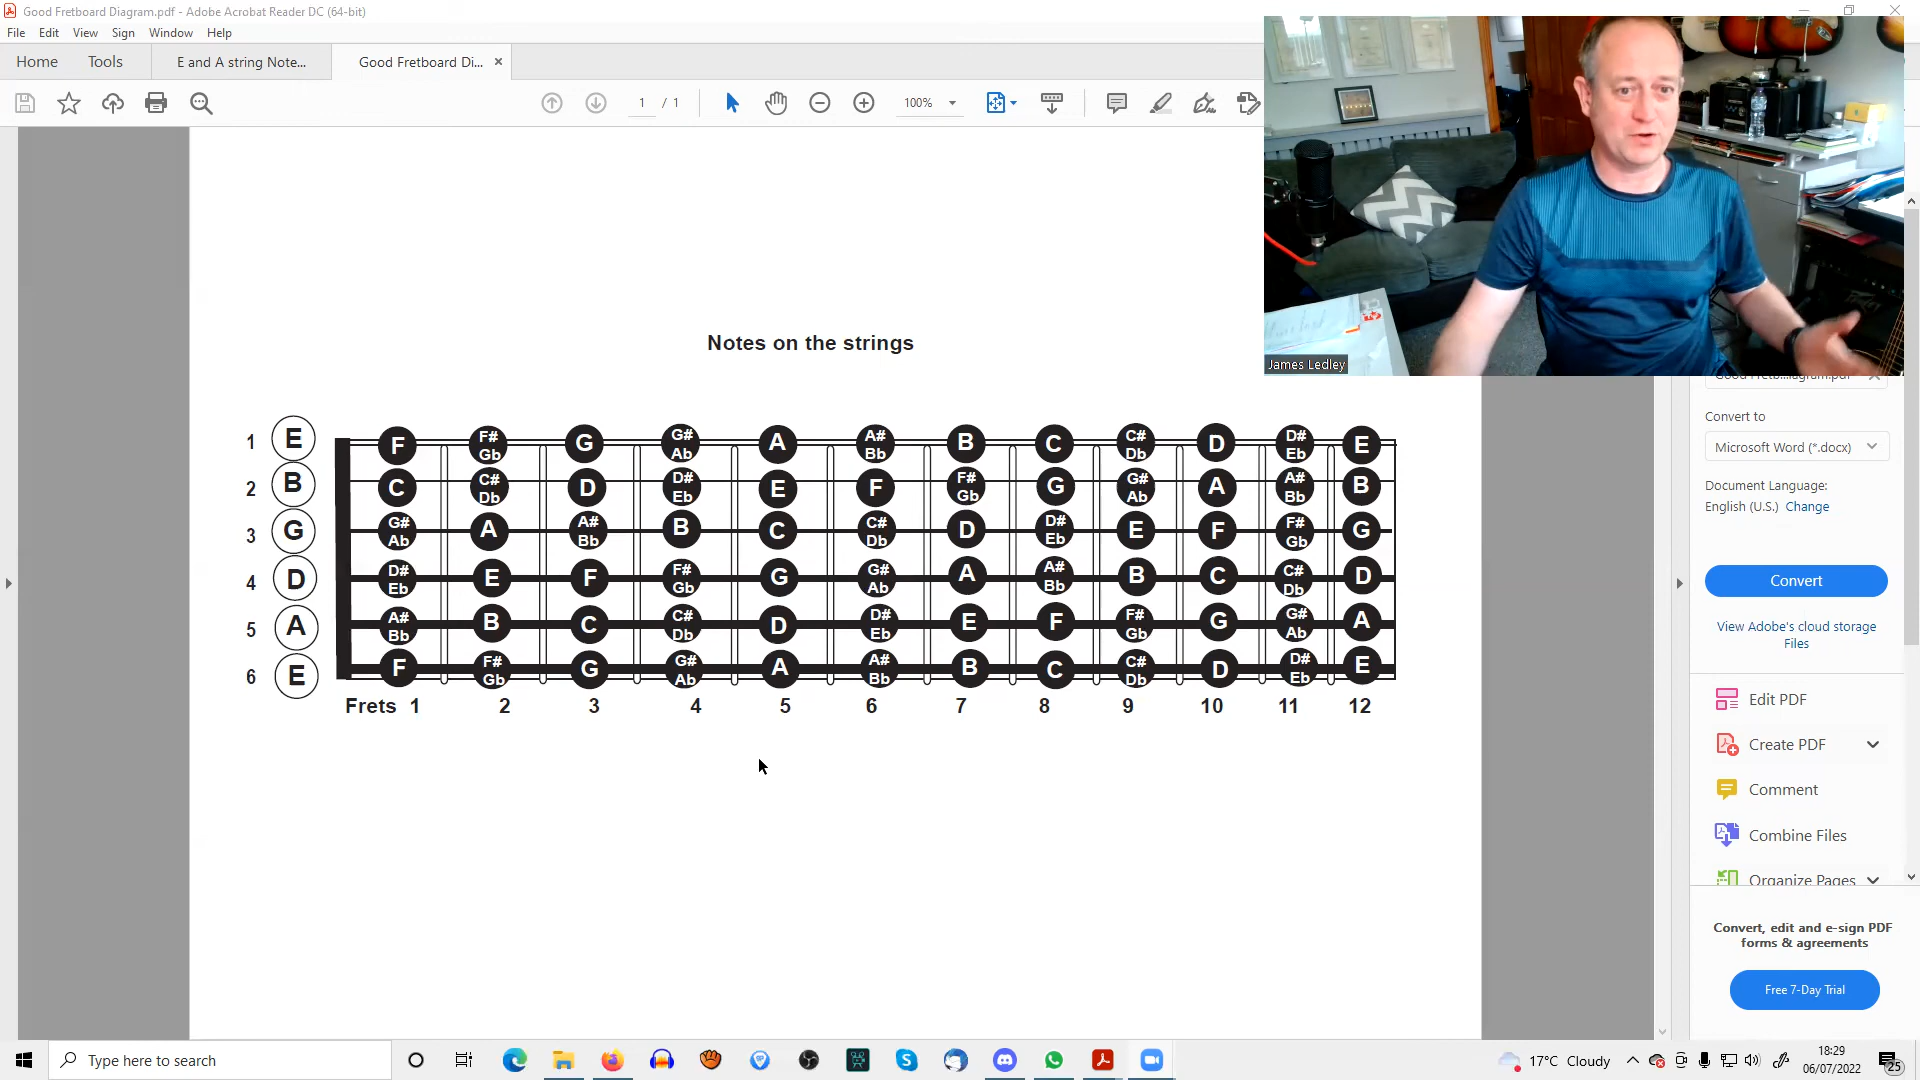 Good Fretboard Diagram.pdf - Adobe Acrobat Reader DC (64-bit)
File Edit View Sign Window Help
Home Tools E and A string Note... Good Fretboard Di... ×
1 / 1 100%
James Ledley
Notes on the strings
1 E F F# Gb G G# Ab A A# Bb B C C# Db D D# Eb E
2 B C C# Db D D# Eb E F F# Gb G G# Ab A A# Bb B
3 G G# Ab A A# Bb B C C# Db D D# Eb E F F# Gb G
4 D D# Eb E F F# Gb G G# Ab A A# Bb B C C# Db D
5 A A# Bb B C C# Db D D# Eb E F F# Gb G G# Ab A
6 E F F# Gb G G# Ab A A# Bb B C C# Db D D# Eb E
Frets 1 2 3 4 5 6 7 8 9 10 11 12
Convert to
Microsoft Word (*.docx)
Document Language:
English (U.S.) Change
Convert
View Adobe's cloud storage
Files
Edit PDF
Create PDF
Comment
Combine Files
Organize Pages
Convert, edit and e-sign PDF
forms & agreements
Free 7-Day Trial
Type here to search
17°C Cloudy
18:29
06/07/2022
25